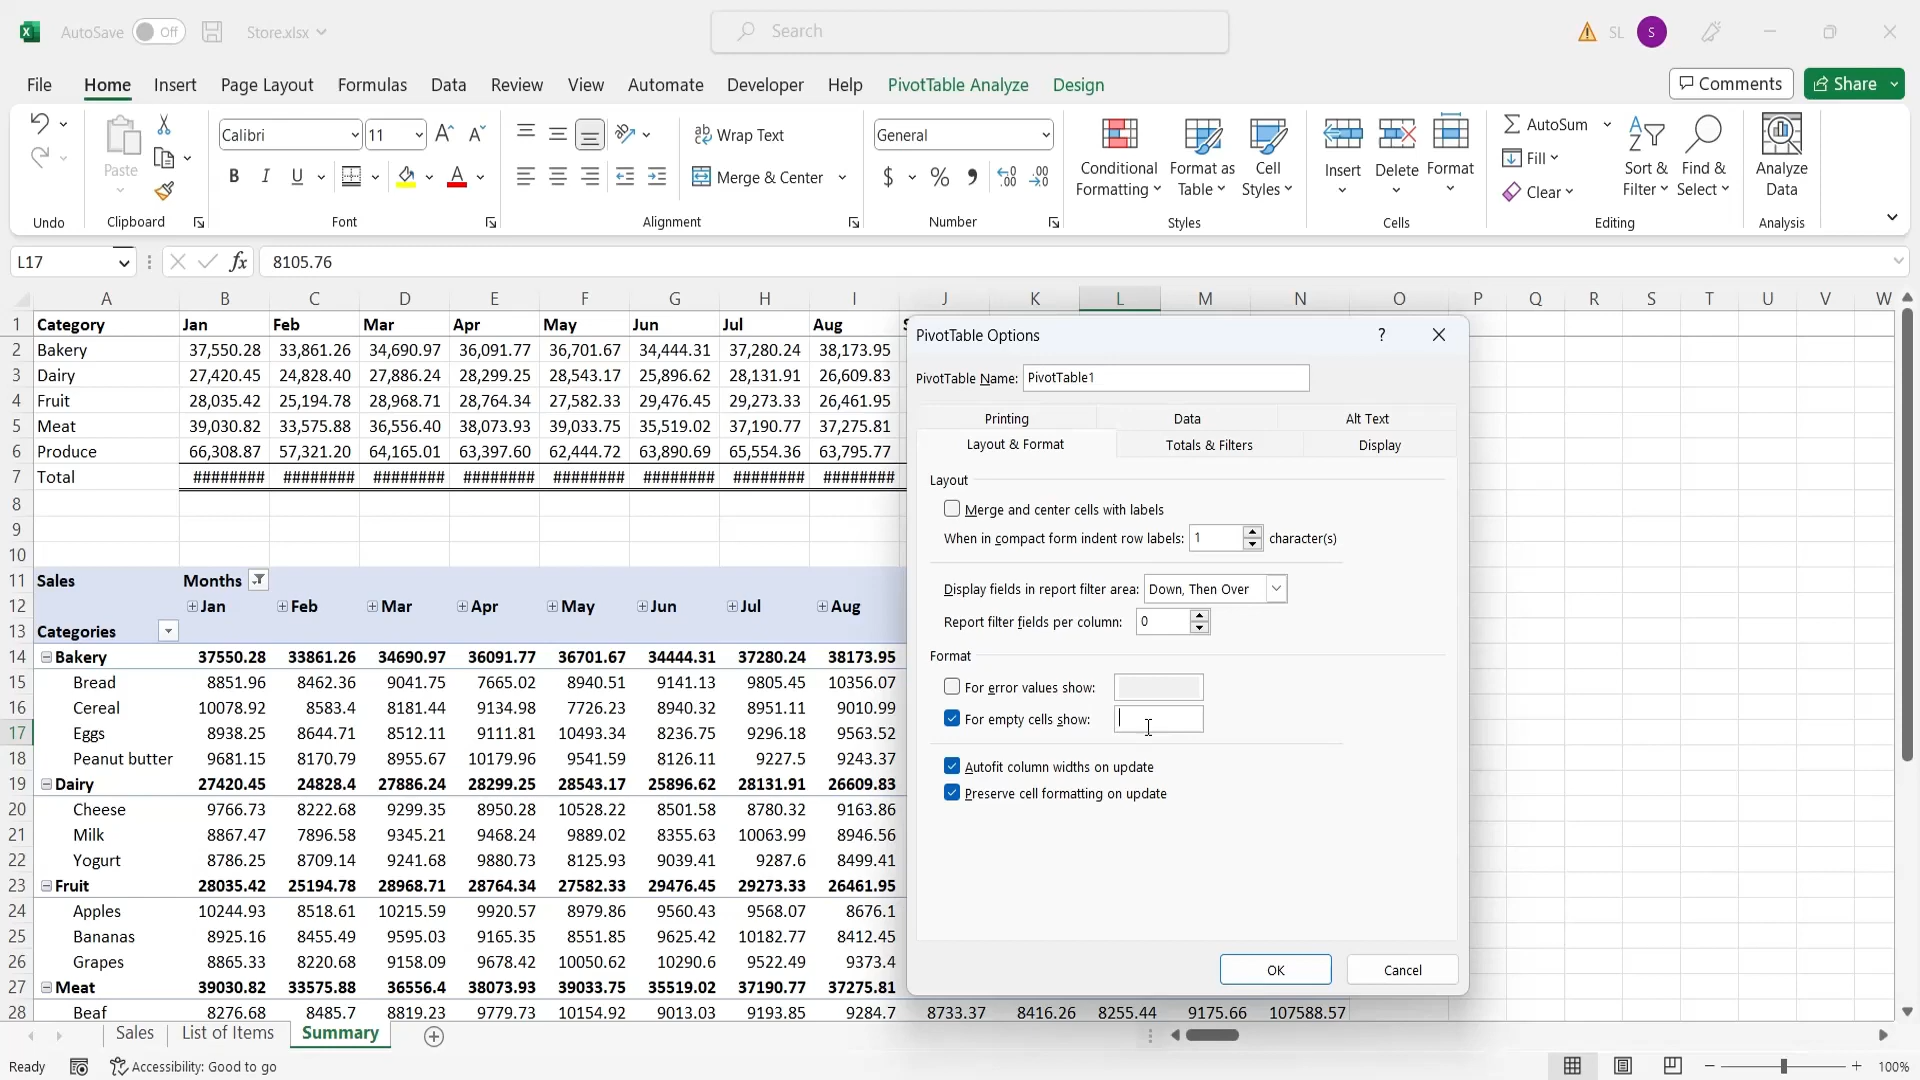 AutoSave Off Store.xlsx Search SL S
File Home Insert Page Layout Formulas Data Review View Automate Developer Help PivotTable Analyze Design Comments Share
Paste Calibri 11 Wrap Text General Conditional Formatting Format as Table Cell Styles Insert Delete Format AutoSum Fill Clear Sort & Filter Find & Select Analyze Data
B I U A Merge & Center $ %
Undo Clipboard Font Alignment Number Styles Cells Editing Analysis
L17 fx 8105.76
A B C D E F G H I J K L M N O P Q R S T U V W
1 Category Jan Feb Mar Apr May Jun Jul Aug
2 Bakery 37,550.28 33,861.26 34,690.97 36,091.77 36,701.67 34,444.31 37,280.24 38,173.95
3 Dairy 27,420.45 24,828.40 27,886.24 28,299.25 28,543.17 25,896.62 28,131.91 26,609.83
4 Fruit 28,035.42 25,194.78 28,968.71 28,764.34 27,582.33 29,476.45 29,273.33 26,461.95
5 Meat 39,030.82 33,575.88 36,556.40 38,073.93 39,033.75 35,519.02 37,190.77 37,275.81
6 Produce 66,308.87 57,321.20 64,165.01 63,397.60 62,444.72 63,890.69 65,554.36 63,795.77
7 Total ######## ######## ######## ######## ######## ######## ######## ########
8
9
10
11 Sales Months
12 Jan Feb Mar Apr May Jun Jul Aug
13 Categories
14 Bakery 37550.28 33861.26 34690.97 36091.77 36701.67 34444.31 37280.24 38173.95
15 Bread 8851.96 8462.36 9041.75 7665.02 8940.51 9141.13 9805.45 10356.07
16 Cereal 10078.92 8583.4 8181.44 9134.98 7726.23 8940.32 8951.11 9010.99
17 Eggs 8938.25 8644.71 8512.11 9111.81 10493.34 8236.75 9296.18 9563.52
18 Peanut butter 9681.15 8170.79 8955.67 10179.96 9541.59 8126.11 9227.5 9243.37
19 Dairy 27420.45 24828.4 27886.24 28299.25 28543.17 25896.62 28131.91 26609.83
20 Cheese 9766.73 8222.68 9299.35 8950.28 10528.22 8501.58 8780.32 9163.86
21 Milk 8867.47 7896.58 9345.21 9468.24 9889.02 8355.63 10063.99 8946.56
22 Yogurt 8786.25 8709.14 9241.68 9880.73 8125.93 9039.41 9287.6 8499.41
23 Fruit 28035.42 25194.78 28968.71 28764.34 27582.33 29476.45 29273.33 26461.95
24 Apples 10244.93 8518.61 10215.59 9920.57 8979.86 9560.43 9568.07 8676.1
25 Bananas 8925.16 8455.49 9595.03 9165.35 8551.85 9625.42 10182.77 8412.45
26 Grapes 8865.33 8220.68 9158.09 9678.42 10050.62 10290.6 9522.49 9373.4
27 Meat 39030.82 33575.88 36556.4 38073.93 39033.75 35519.02 37190.77 37275.81
28 Beaf 8276.68 8485.7 8819.23 9779.73 10154.92 9013.03 9193.85 9284.7 8733.37 8416.26 8255.44 9175.66 107588.57
PivotTable Options ?
PivotTable Name: PivotTable1
Printing Data Alt Text
Layout & Format Totals & Filters Display
Layout
Merge and center cells with labels
When in compact form indent row labels: 1 character(s)
Display fields in report filter area: Down, Then Over
Report filter fields per column: 0
Format
For error values show:
For empty cells show:
Autofit column widths on update
Preserve cell formatting on update
OK Cancel
Sales List of Items Summary
Ready Accessibility: Good to go 100%